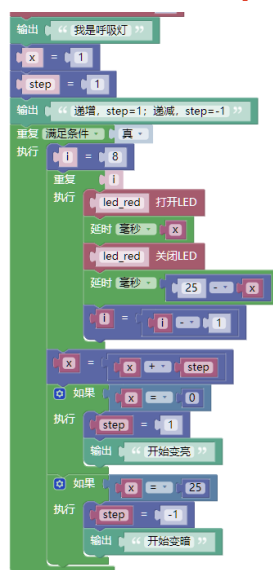 输出 “ 我是呼吸灯 ”
x = 1
step = 1
输出 “ 递增，step=1；递减，step=-1 ”
重复 满足条件 真
执行 i = 8
重复 i
执行 led_red 打开LED
延时 毫秒 x
led_red 关闭LED
延时 毫秒 25 - x
i = i - 1
x = x + step
如果 x = 0
执行 step = 1
输出 “ 开始变亮 ”
如果 x = 25
执行 step = -1
输出 “ 开始变暗 ”